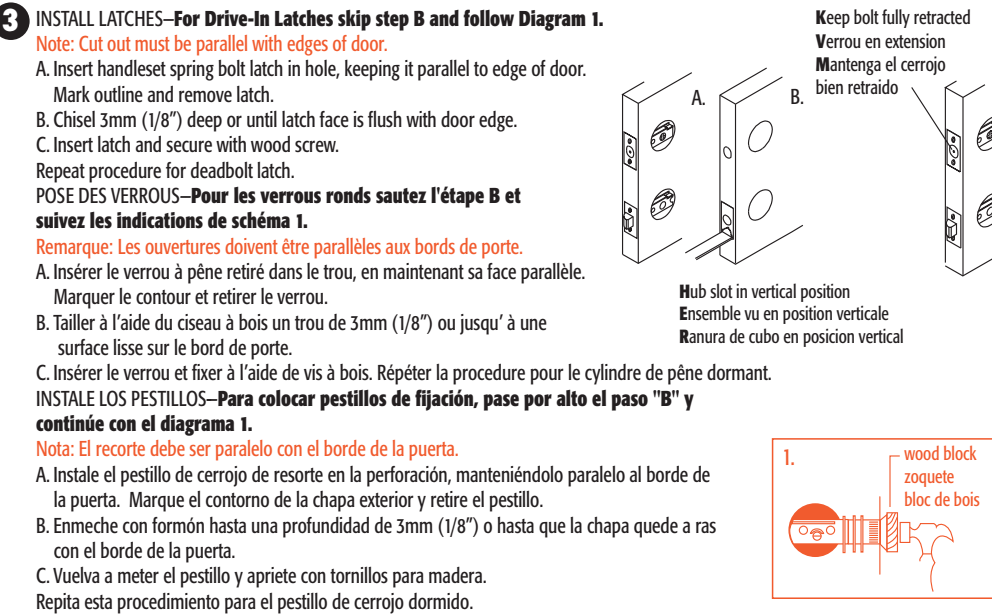 3 INSTALL LATCHES–For Drive-In Latches skip step B and follow Diagram 1.
Note: Cut out must be parallel with edges of door.
A. Insert handleset spring bolt latch in hole, keeping it parallel to edge of door.
Mark outline and remove latch.
B. Chisel 3mm (1/8”) deep or until latch face is flush with door edge.
C. Insert latch and secure with wood screw.
Repeat procedure for deadbolt latch.
POSE DES VERROUS–Pour les verrous ronds sautez l'étape B et
suivez les indications de schéma 1.
Remarque: Les ouvertures doivent être parallèles aux bords de porte.
A. Insérer le verrou à pêne retiré dans le trou, en maintenant sa face parallèle.
Marquer le contour et retirer le verrou.
B. Tailler à l’aide du ciseau à bois un trou de 3mm (1/8”) ou jusqu’ à une
surface lisse sur le bord de porte.
C. Insérer le verrou et fixer à l’aide de vis à bois. Répéter la procedure pour le cylindre de pêne dormant.
INSTALE LOS PESTILLOS–Para colocar pestillos de fijación, pase por alto el paso "B" y
continúe con el diagrama 1.
Nota: El recorte debe ser paralelo con el borde de la puerta.
A. Instale el pestillo de cerrojo de resorte en la perforación, manteniéndolo paralelo al borde de
la puerta. Marque el contorno de la chapa exterior y retire el pestillo.
B. Enmeche con formón hasta una profundidad de 3mm (1/8”) o hasta que la chapa quede a ras
con el borde de la puerta.
C. Vuelva a meter el pestillo y apriete con tornillos para madera.
Repita esta procedimiento para el pestillo de cerrojo dormido.
Keep bolt fully retracted
Verrou en extension
Mantenga el cerrojo
bien retraido
A.
B.
Hub slot in vertical position
Ensemble vu en position verticale
Ranura de cubo en posicion vertical
1.
wood block
zoquete
bloc de bois